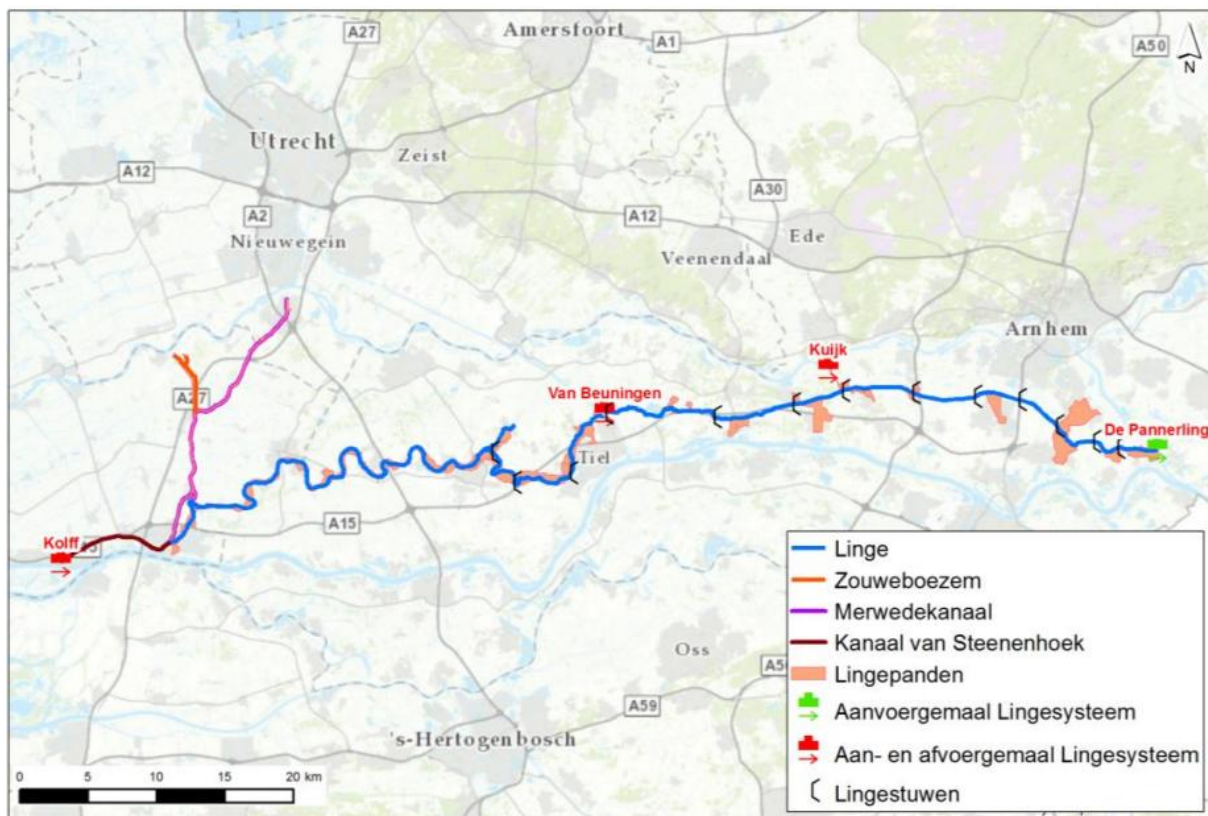 A27
Amersfoort
A1
A50
N
Utrecht
Zeist
A12
A30
A2
A12
Ede
Nieuwegein
Veenendaal
Arnhem
Kuijk
A27
Van Beuningen
De Pannerling
Tiel
A15
Kolff
Oss
A59
's-Hertogenbosch
0 5 10 15 20 km
Linge
Zouweboezem
Merwedekanaal
Kanaal van Steenenhoek
Lingepanden
Aanvoergemaal Lingesysteem
Aan- en afvoergemaal Lingesysteem
Lingestuwen